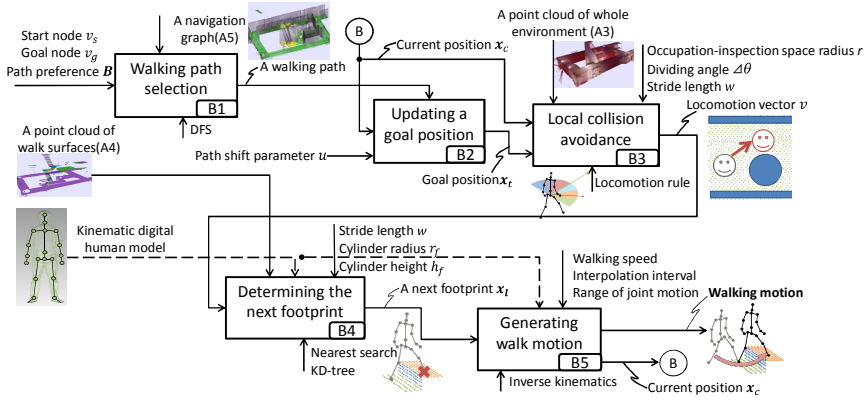 Start node v_s
Goal node v_g
Path preference B
A navigation
graph(A5)
Walking path
selection
B1
DFS
A walking path
B
Current position x_c
Updating a
goal position
B2
Path shift parameter u
Goal position x_t
A point cloud of whole
environment (A3)
Occupation-inspection space radius r
Dividing angle Δθ
Stride length w
Local collision
avoidance
B3
Locomotion vector v
Locomotion rule
A point cloud of
walk surfaces(A4)
Kinematic digital
human model
Stride length w
Cylinder radius r_f
Cylinder height h_f
Determining the
next footprint
B4
Nearest search
KD-tree
A next footprint x_l
Walking speed
Interpolation interval
Range of joint motion
Generating
walk motion
B5
Inverse kinematics
Walking motion
B
Current position x_c